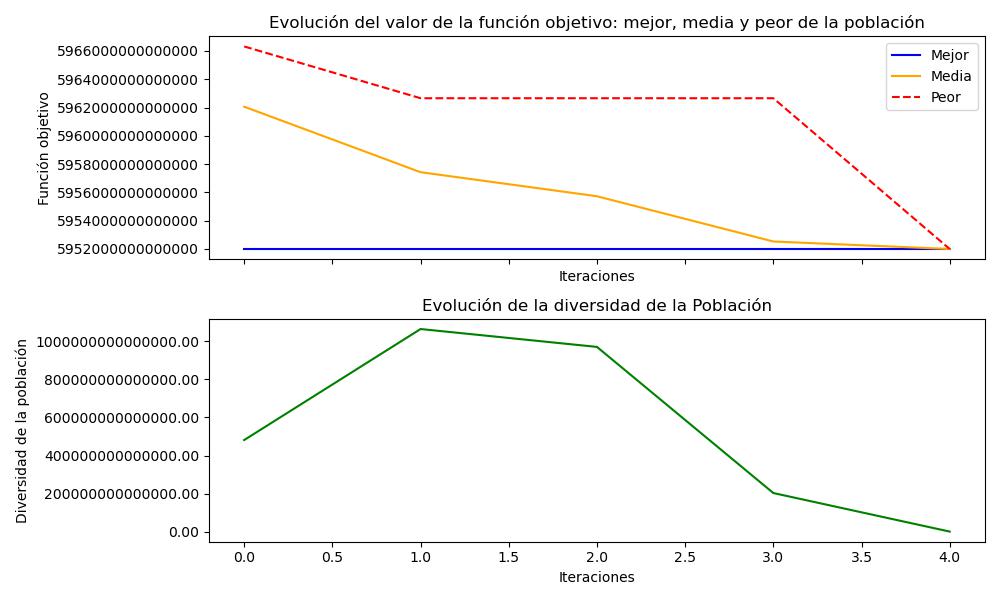 Evolución del valor de la función objetivo: mejor, media y peor de la población
Función objetivo
5966000000000000
5964000000000000
5962000000000000
5960000000000000
5958000000000000
5956000000000000
5954000000000000
5952000000000000
Mejor
Media
Peor
Iteraciones
Evolución de la diversidad de la Población
Diversidad de la población
1000000000000000.00
800000000000000.00
600000000000000.00
400000000000000.00
200000000000000.00
0.00
0.0 0.5 1.0 1.5 2.0 2.5 3.0 3.5 4.0
Iteraciones